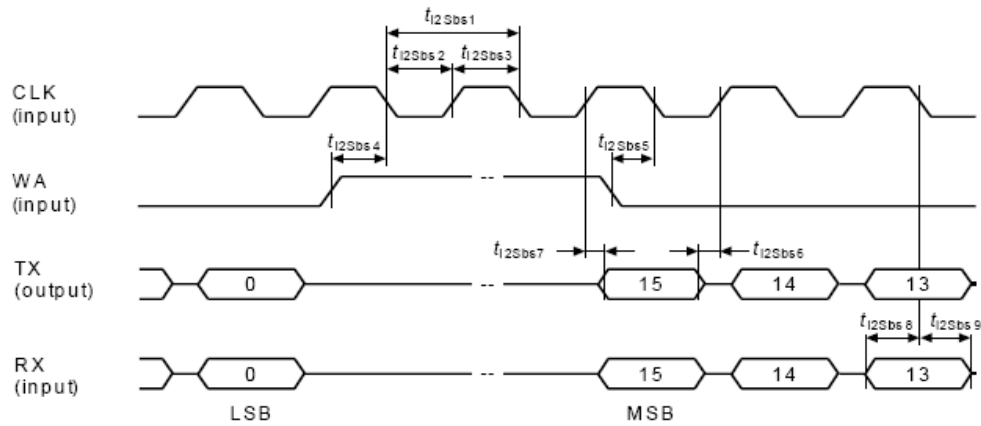 tI2Sbs1
tI2Sbs2 tI2Sbs3
CLK
(input)
tI2Sbs4 tI2Sbs5
WA
(input)
--
tI2Sbs7 tI2Sbs6
TX
(output)
0 -- 15 14 13
tI2Sbs8 tI2Sbs9
RX
(input)
0 -- 15 14 13
LSB MSB